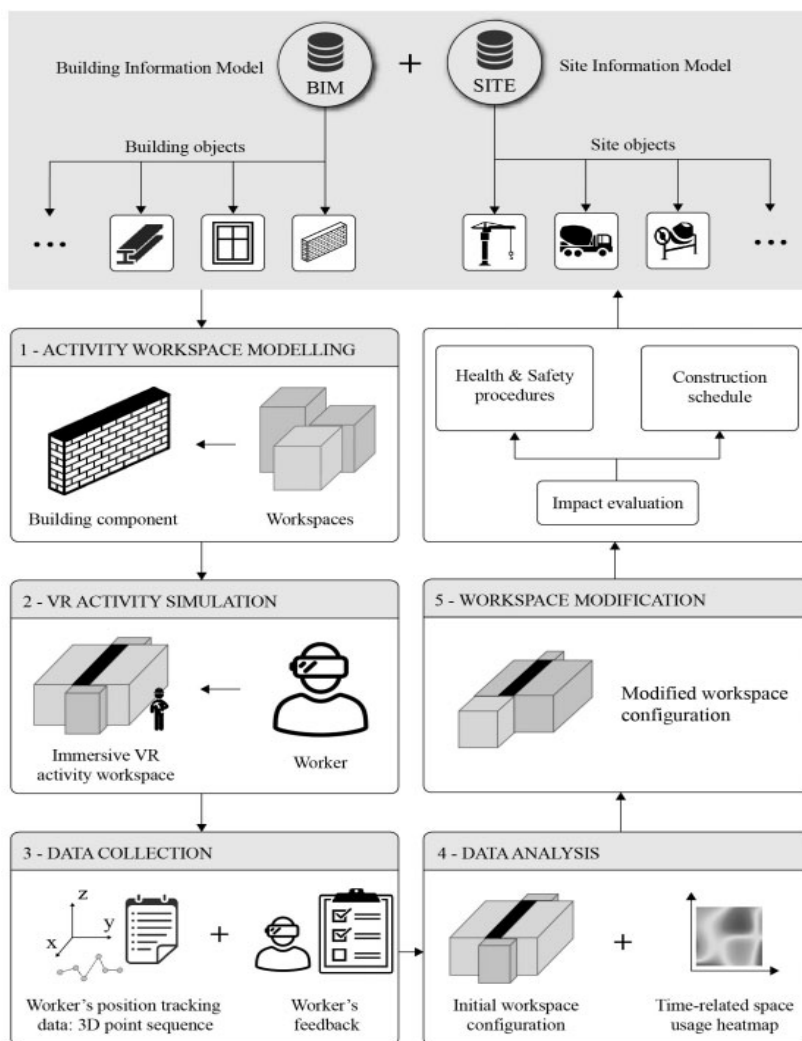 Building Information Model
BIM
+
SITE
Site Information Model
Building objects
Site objects
...
...
1 - ACTIVITY WORKSPACE MODELLING
Building component
Workspaces
Health & Safety
procedures
Construction
schedule
Impact evaluation
2 - VR ACTIVITY SIMULATION
Immersive VR
activity workspace
Worker
5 - WORKSPACE MODIFICATION
Modified workspace
configuration
3 - DATA COLLECTION
z
y
x
+
Worker's position tracking
data: 3D point sequence
Worker's
feedback
4 - DATA ANALYSIS
+
Initial workspace
configuration
Time-related space
usage heatmap